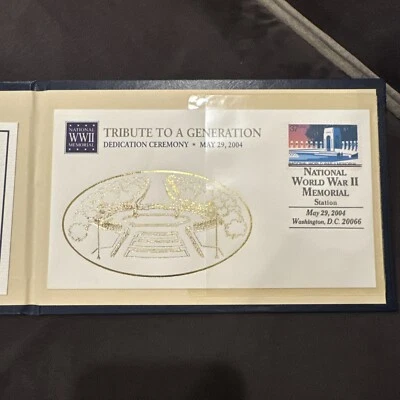 NATIONAL
WWII
MEMORIAL
TRIBUTE TO A GENERATION
DEDICATION CEREMONY • MAY 29, 2004
37
NATIONAL
WORLD WAR II
MEMORIAL
Station
May 29, 2004
Washington, D.C. 20066